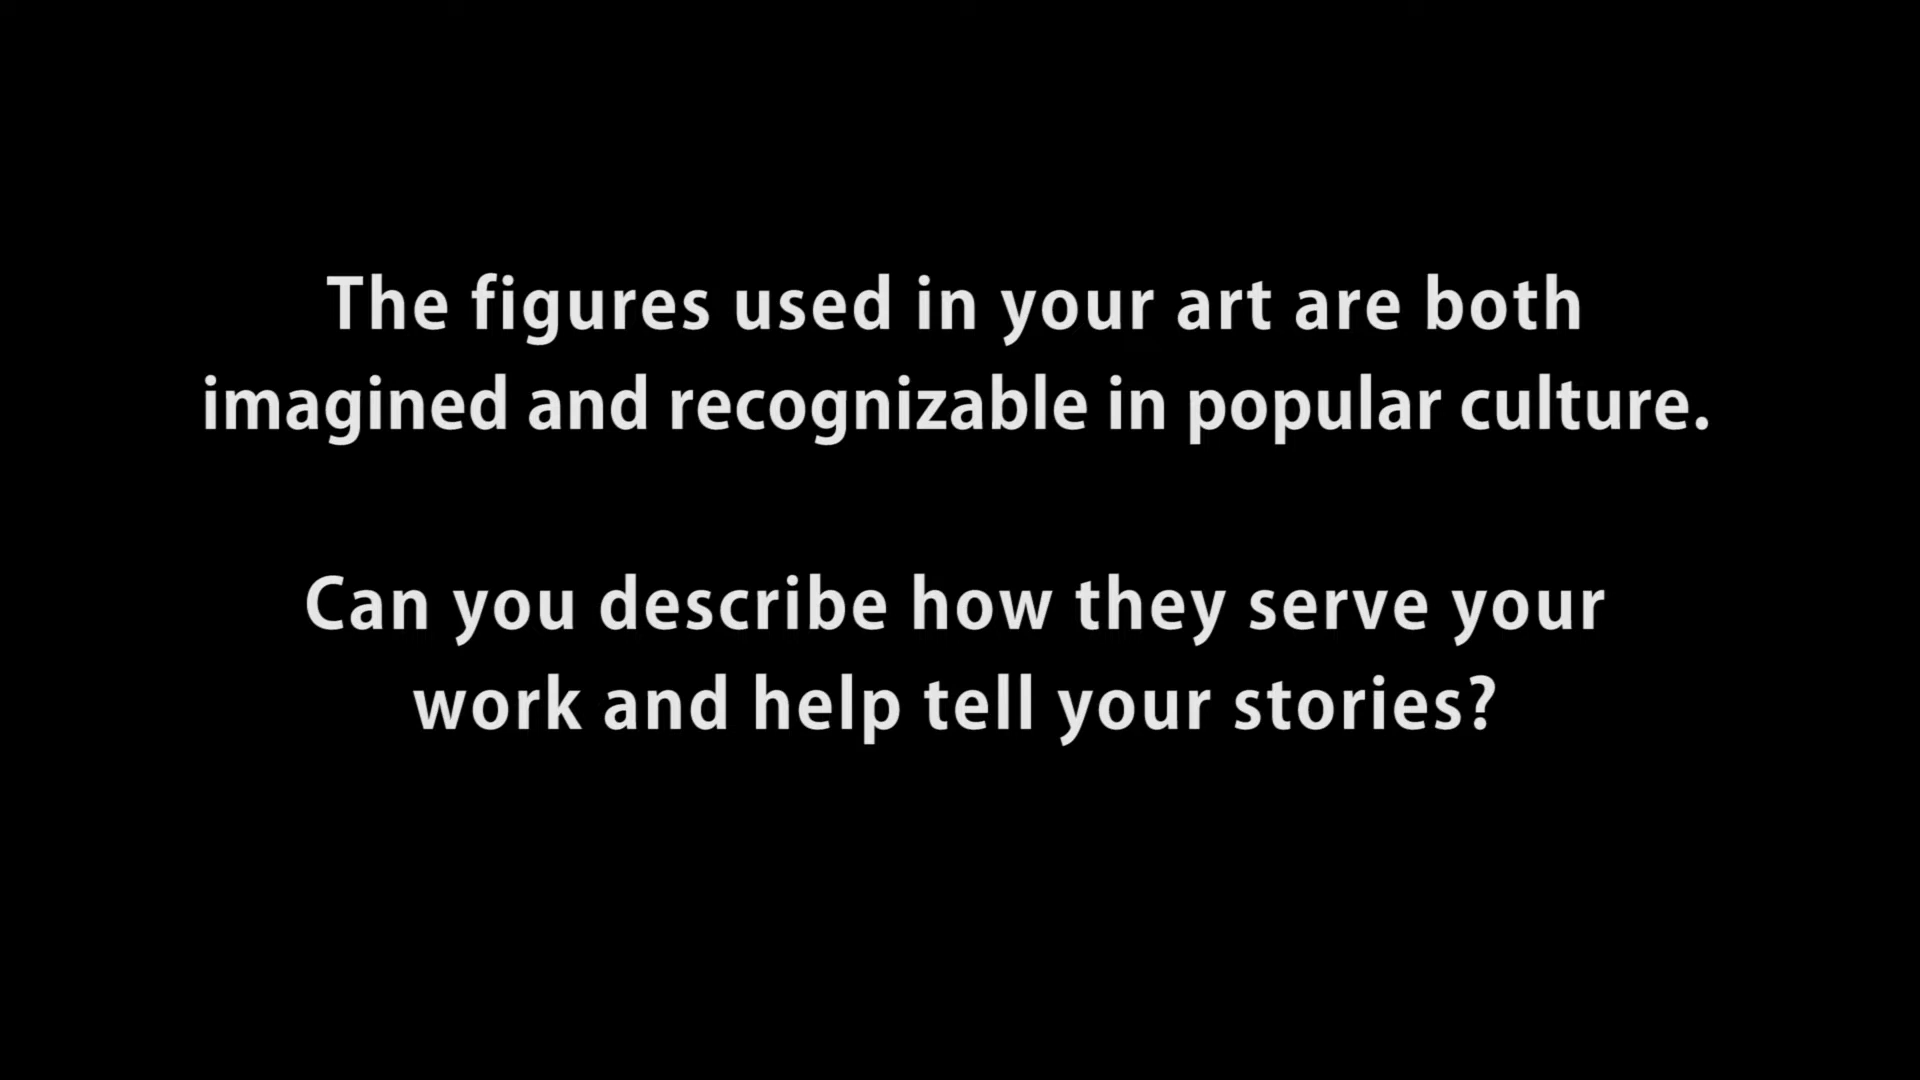 The figures used in your art are both
imagined and recognizable in popular culture.
Can you describe how they serve your
work and help tell your stories?